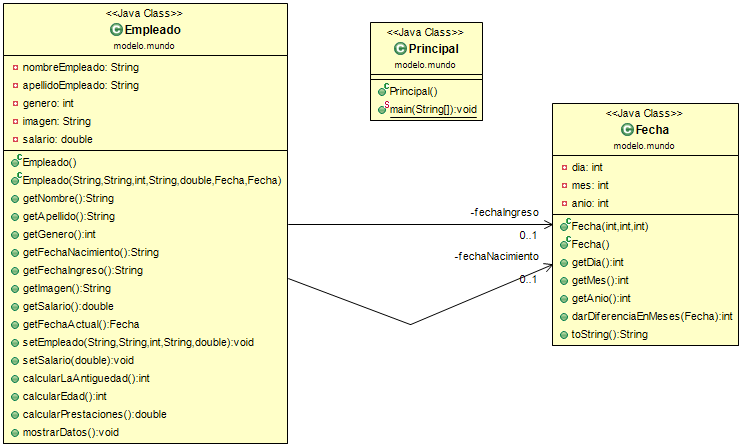 <<Java Class>>
Empleado
modelo.mundo
nombreEmpleado: String
apellidoEmpleado: String
genero: int
imagen: String
salario: double
Empleado()
Empleado(String,String,int,String,double,Fecha,Fecha)
getNombre():String
getApellido():String
getGenero():int
getFechaNacimiento():String
getFechaIngreso():String
getImagen():String
getSalario():double
getFechaActual():Fecha
setEmpleado(String,String,int,String,double):void
setSalario(double):void
calcularLaAntiguedad():int
calcularEdad():int
calcularPrestaciones():double
mostrarDatos():void
<<Java Class>>
Principal
modelo.mundo
Principal()
main(String[]):void
-fechaIngreso
0..1
-fechaNacimiento
0..1
<<Java Class>>
Fecha
modelo.mundo
dia: int
mes: int
anio: int
Fecha(int,int,int)
Fecha()
getDia():int
getMes():int
getAnio():int
darDiferenciaEnMeses(Fecha):int
toString():String